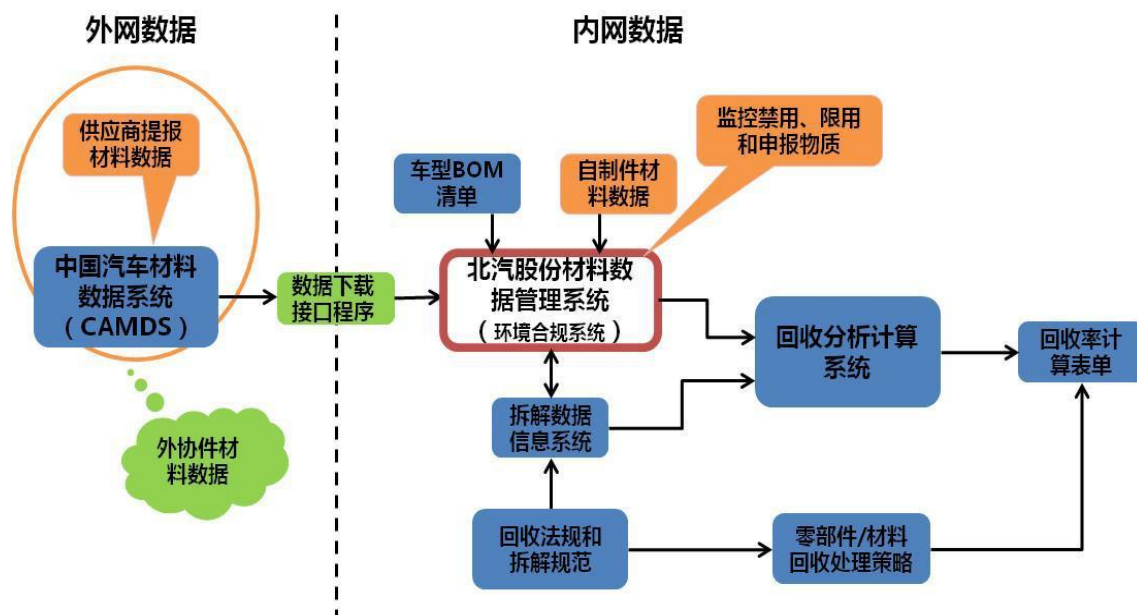 外网数据
内网数据
供应商提报
材料数据
监控禁用、限用
和申报物质
车型BOM
清单
自制件材
料数据
中国汽车材料
数据系统
（CAMDS）
数据下载
接口程序
北汽股份材料数
据管理系统
（环境合规系统）
回收分析计算
系统
回收率计
算表单
拆解数据
信息系统
外协件材
料数据
回收法规和
拆解规范
零部件/材料
回收处理策略